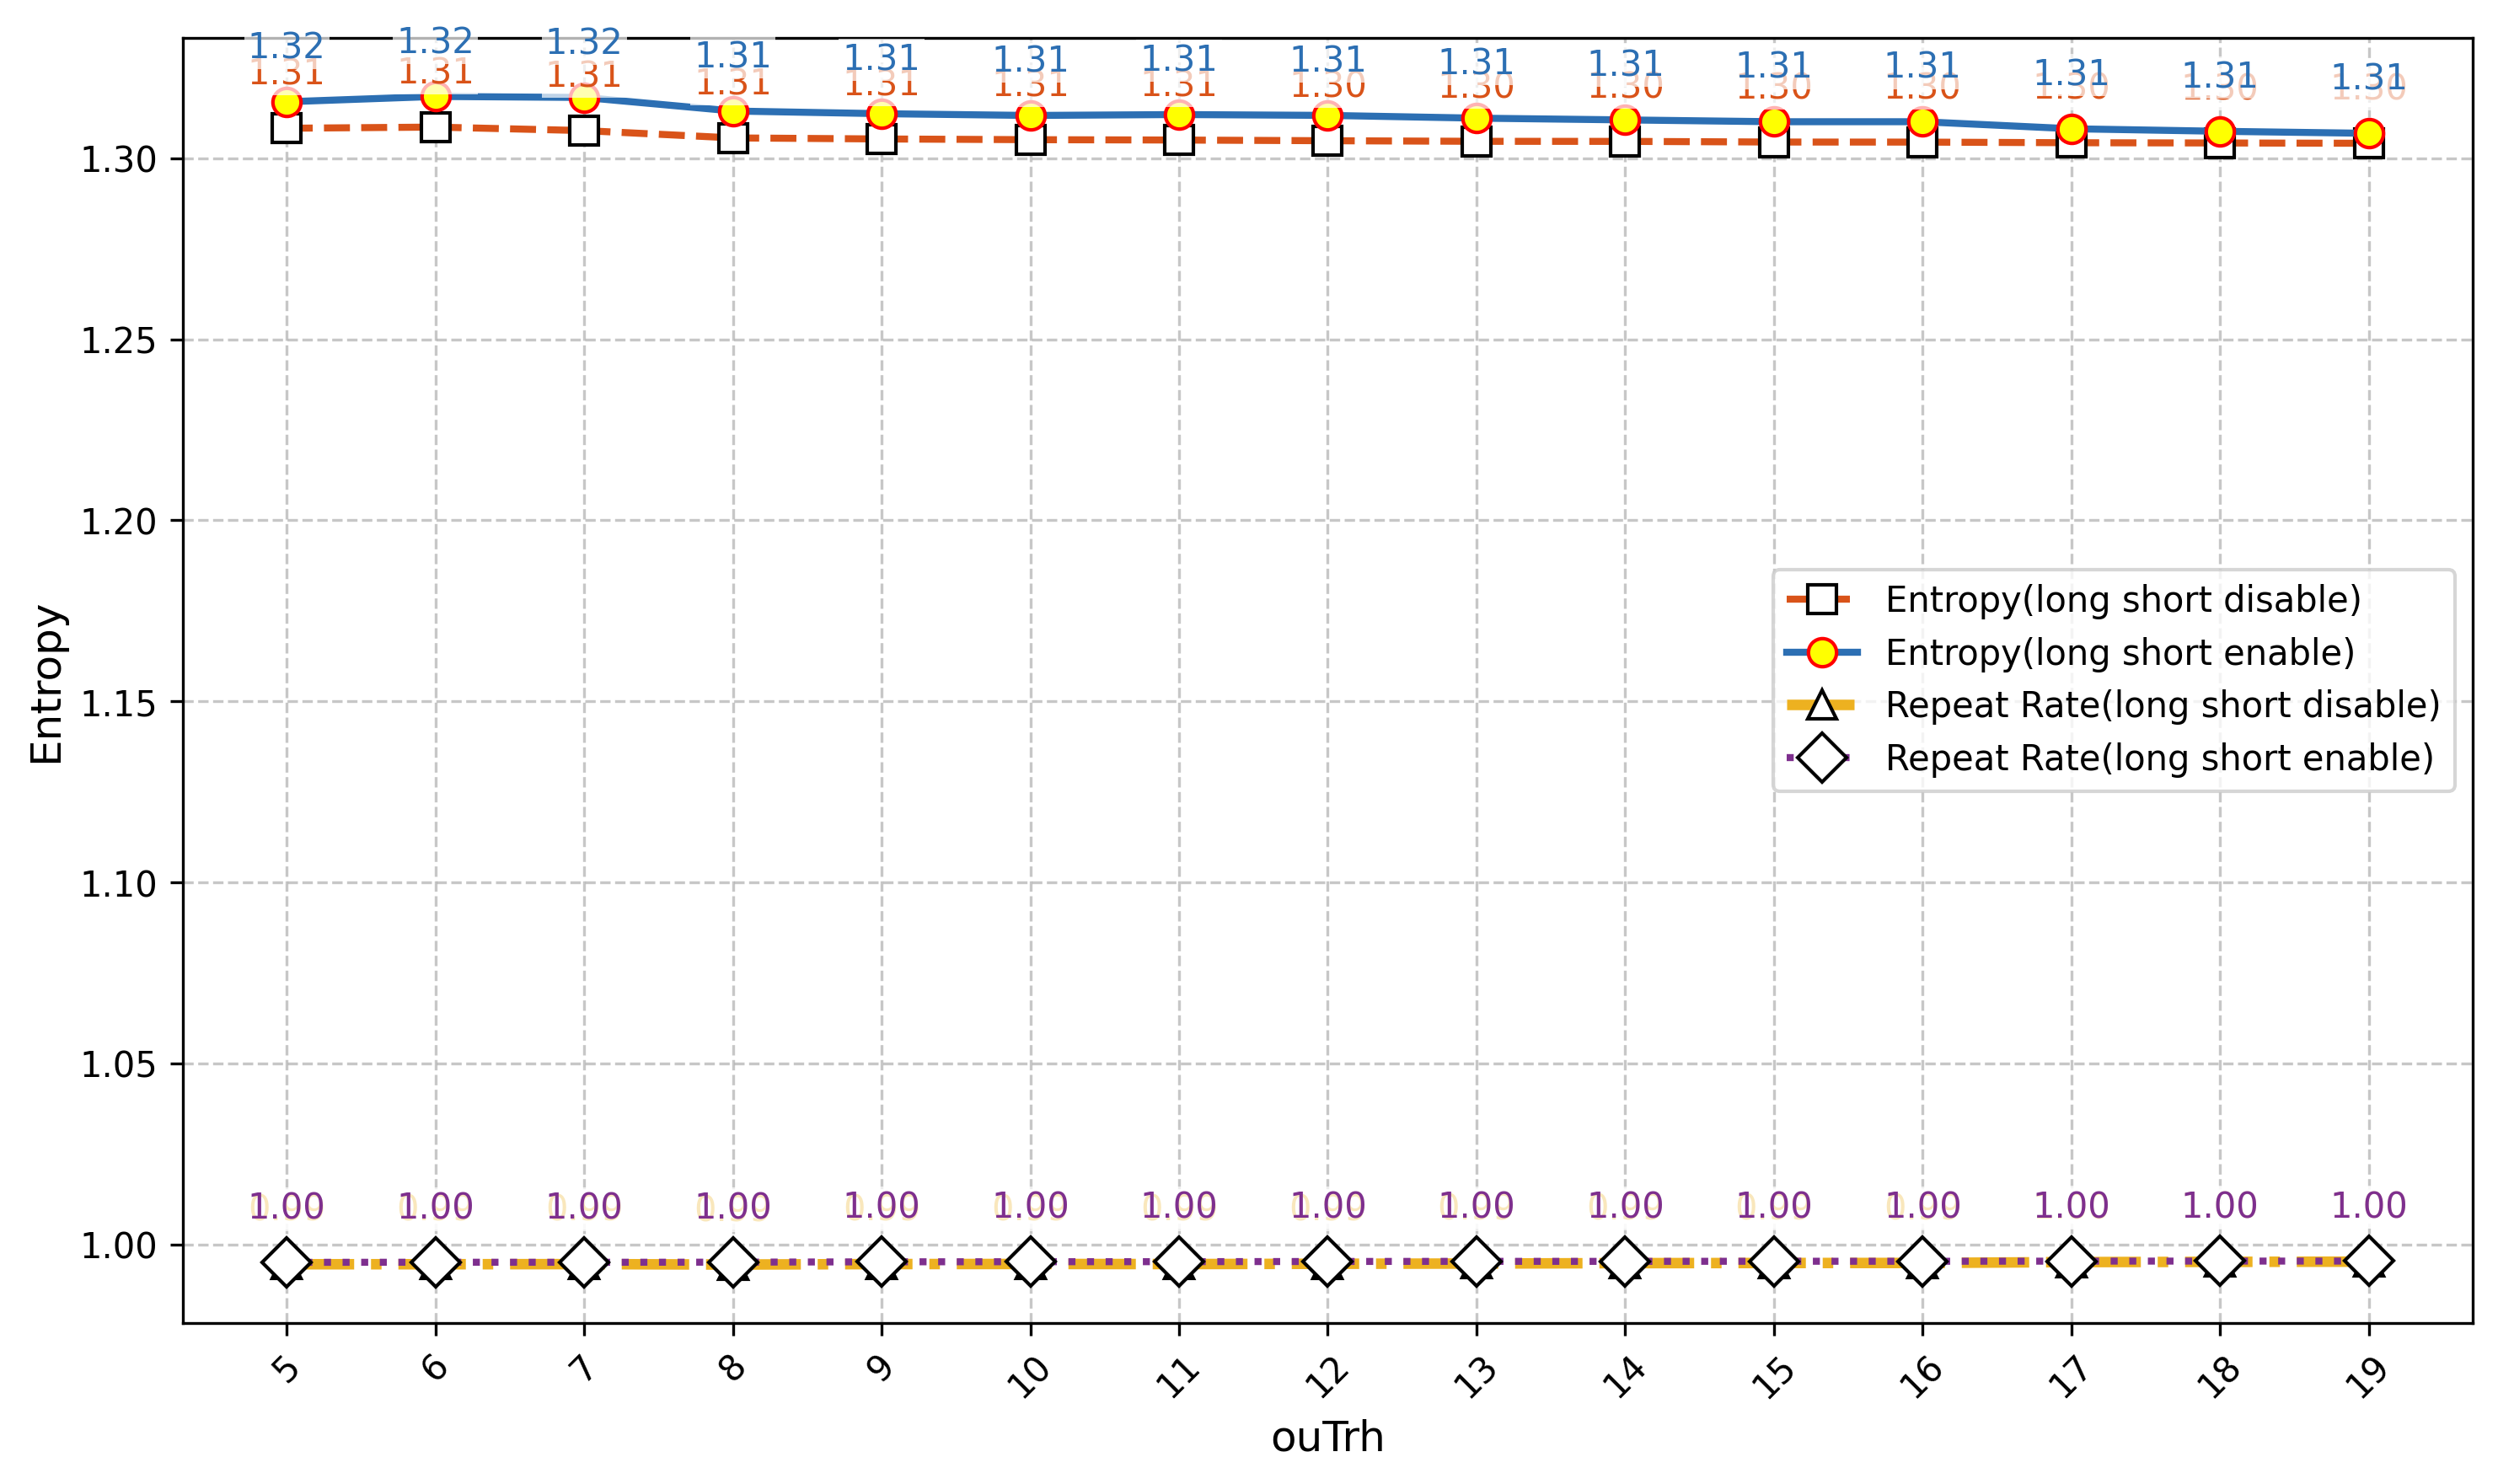 1.32 1.32 1.32 1.31 1.31 1.31 1.31 1.31 1.31 1.31 1.31 1.31 1.31 1.31 1.31
1.31 1.31 1.31 1.31 1.31 1.31 1.31 1.30 1.30 1.30 1.30 1.30 1.30 1.30 1.30
1.30
1.25
1.20
1.15
1.10
1.05
1.00
Entropy
Entropy(long short disable)
Entropy(long short enable)
Repeat Rate(long short disable)
Repeat Rate(long short enable)
1.00 1.00 1.00 1.00 1.00 1.00 1.00 1.00 1.00 1.00 1.00 1.00 1.00 1.00 1.00
5 6 7 8 9 10 11 12 13 14 15 16 17 18 19
ouTrh